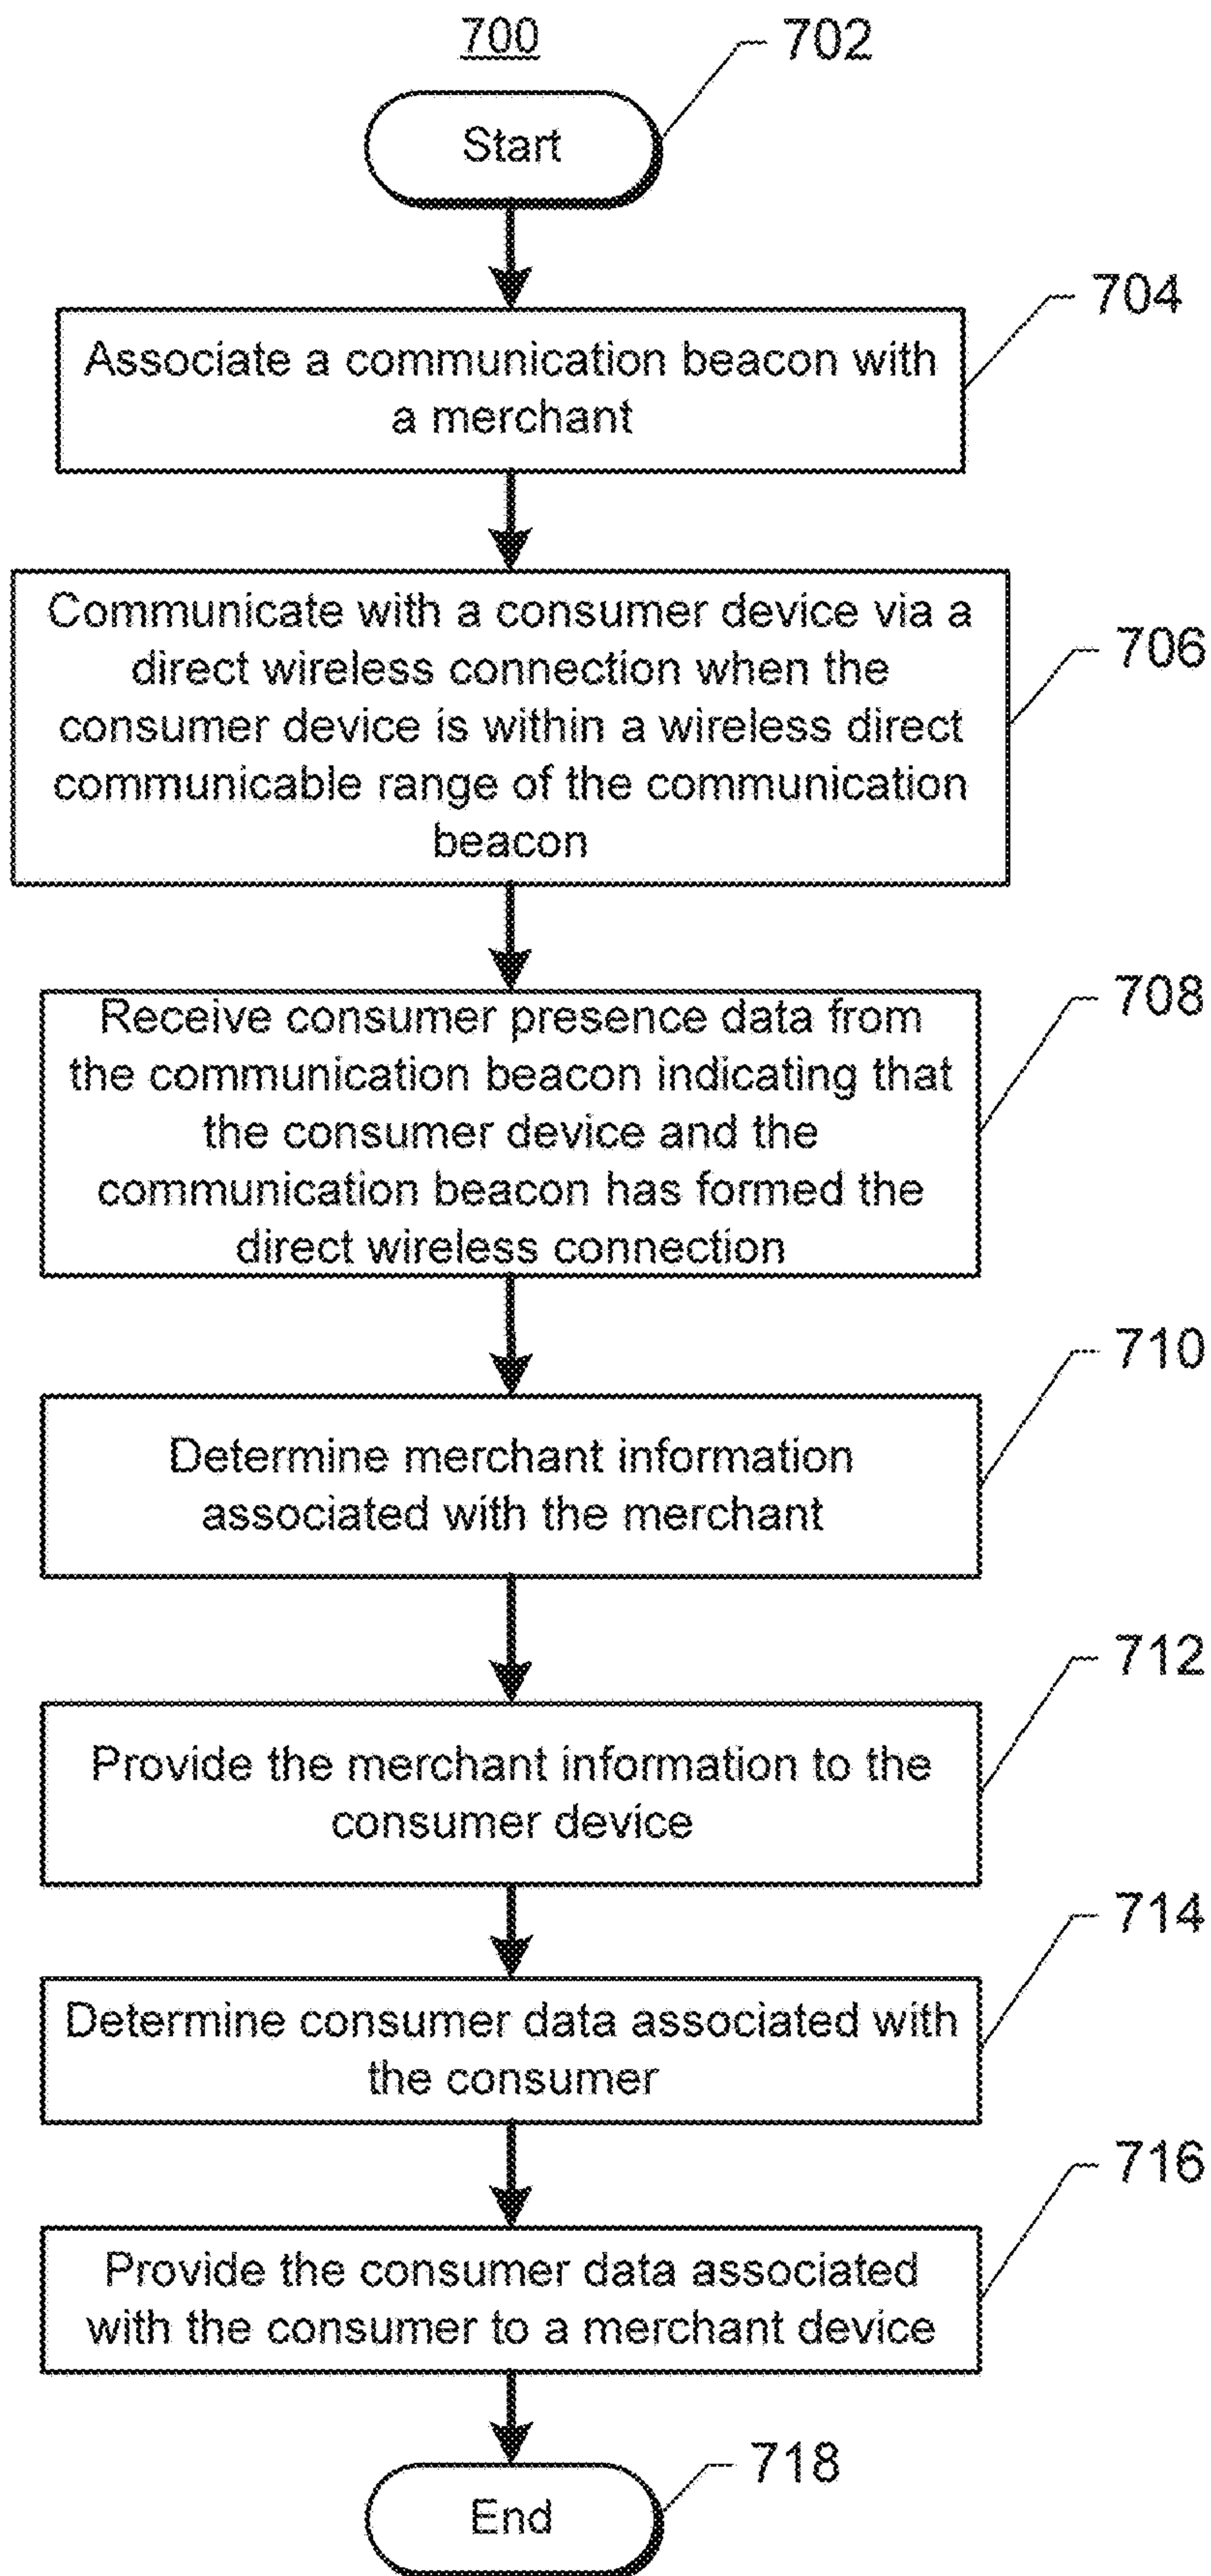 700
702
Start
704
Associate a communication beacon with
a merchant
706
Communicate with a consumer device via a
direct wireless connection when the
consumer device is within a wireless direct
communicable range of the communication
beacon
708
Receive consumer presence data from
the communication beacon indicating that
the consumer device and the
communication beacon has formed the
direct wireless connection
710
Determine merchant information
associated with the merchant
712
Provide the merchant information to the
consumer device
714
Determine consumer data associated with
the consumer
716
Provide the consumer data associated
with the consumer to a merchant device
718
End